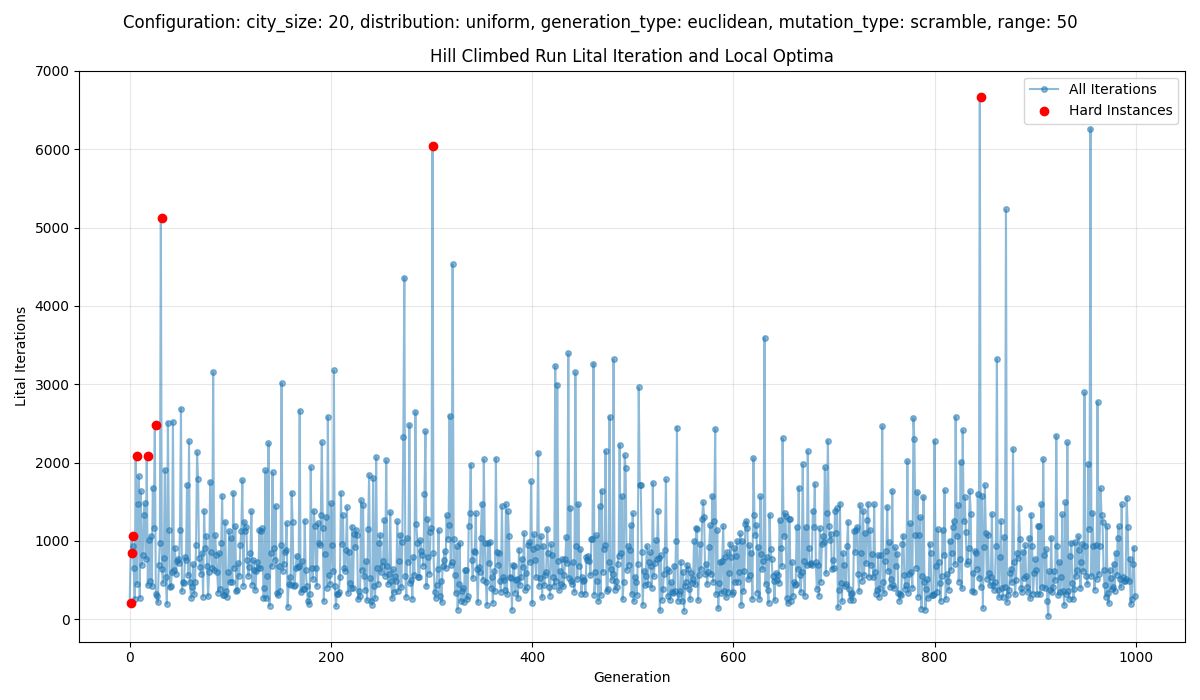 Configuration: city_size: 20, distribution: uniform, generation_type: euclidean, mutation_type: scramble, range: 50
Hill Climbed Run Lital Iteration and Local Optima
7000
6000
5000
4000
3000
2000
1000
0
Lital Iterations
All Iterations
Hard Instances
0
200
400
600
800
1000
Generation